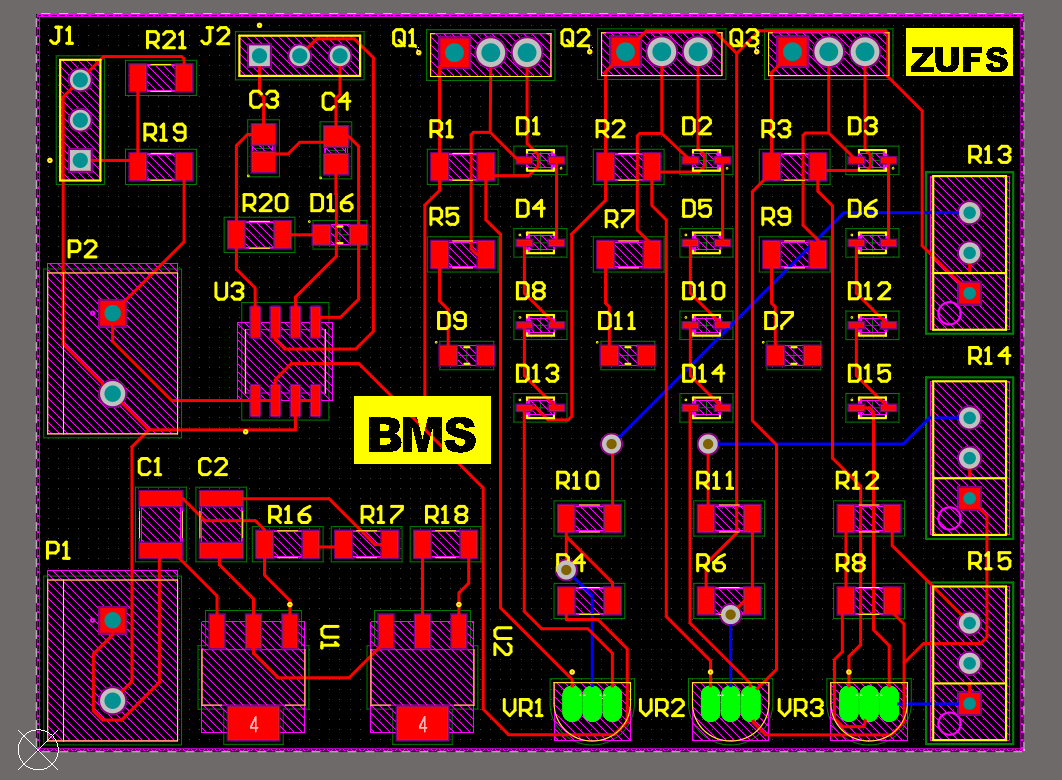 J1 R21 J2 Q1 Q2 Q3 ZUFS
C3 C4
R19 R1 D1 R2 D2 R3 D3
R13
R20 D16 R5 D4 R7 D5 R9 D6
P2
U3 D8 D10 D12
D9 D11 D7
R14
D13 D14 D15
BMS
C1 C2 R10 R11 R12
R16 R17 R18
P1 R4 R6 R8 R15
U1 U2
VR1 VR2 VR3
4 4